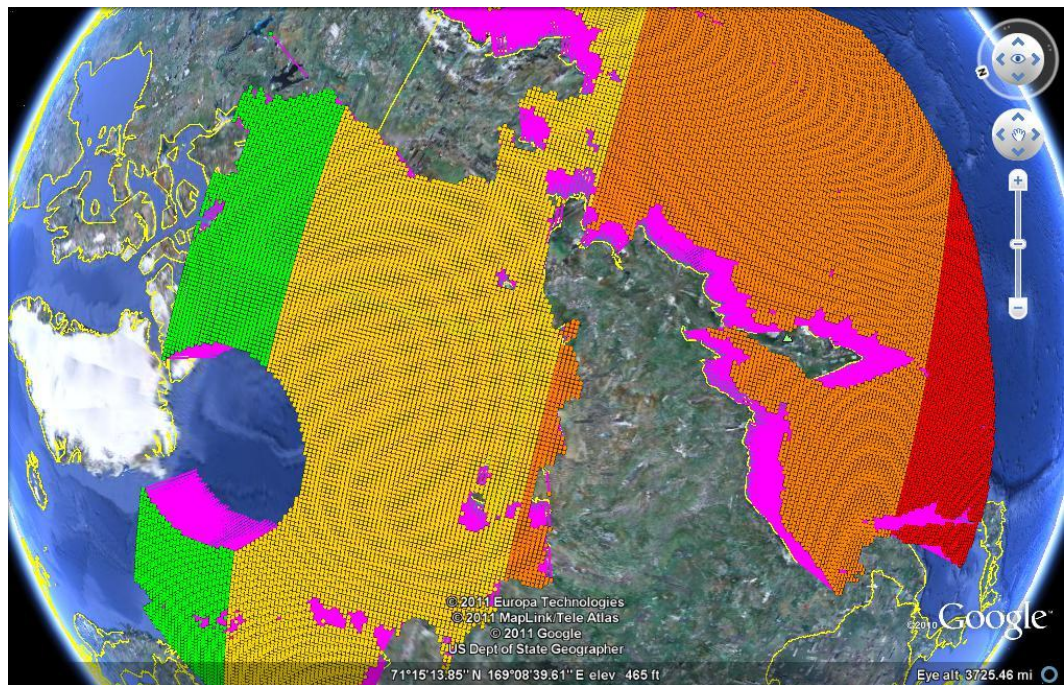 N
© 2011 Europa Technologies
© 2011 MapLink/Tele Atlas
© 2011 Google
US Dept of State Geographer
©2010 Google™
71°15'13.85" N 169°08'39.61" E elev 465 ft
Eye alt 3725.46 mi